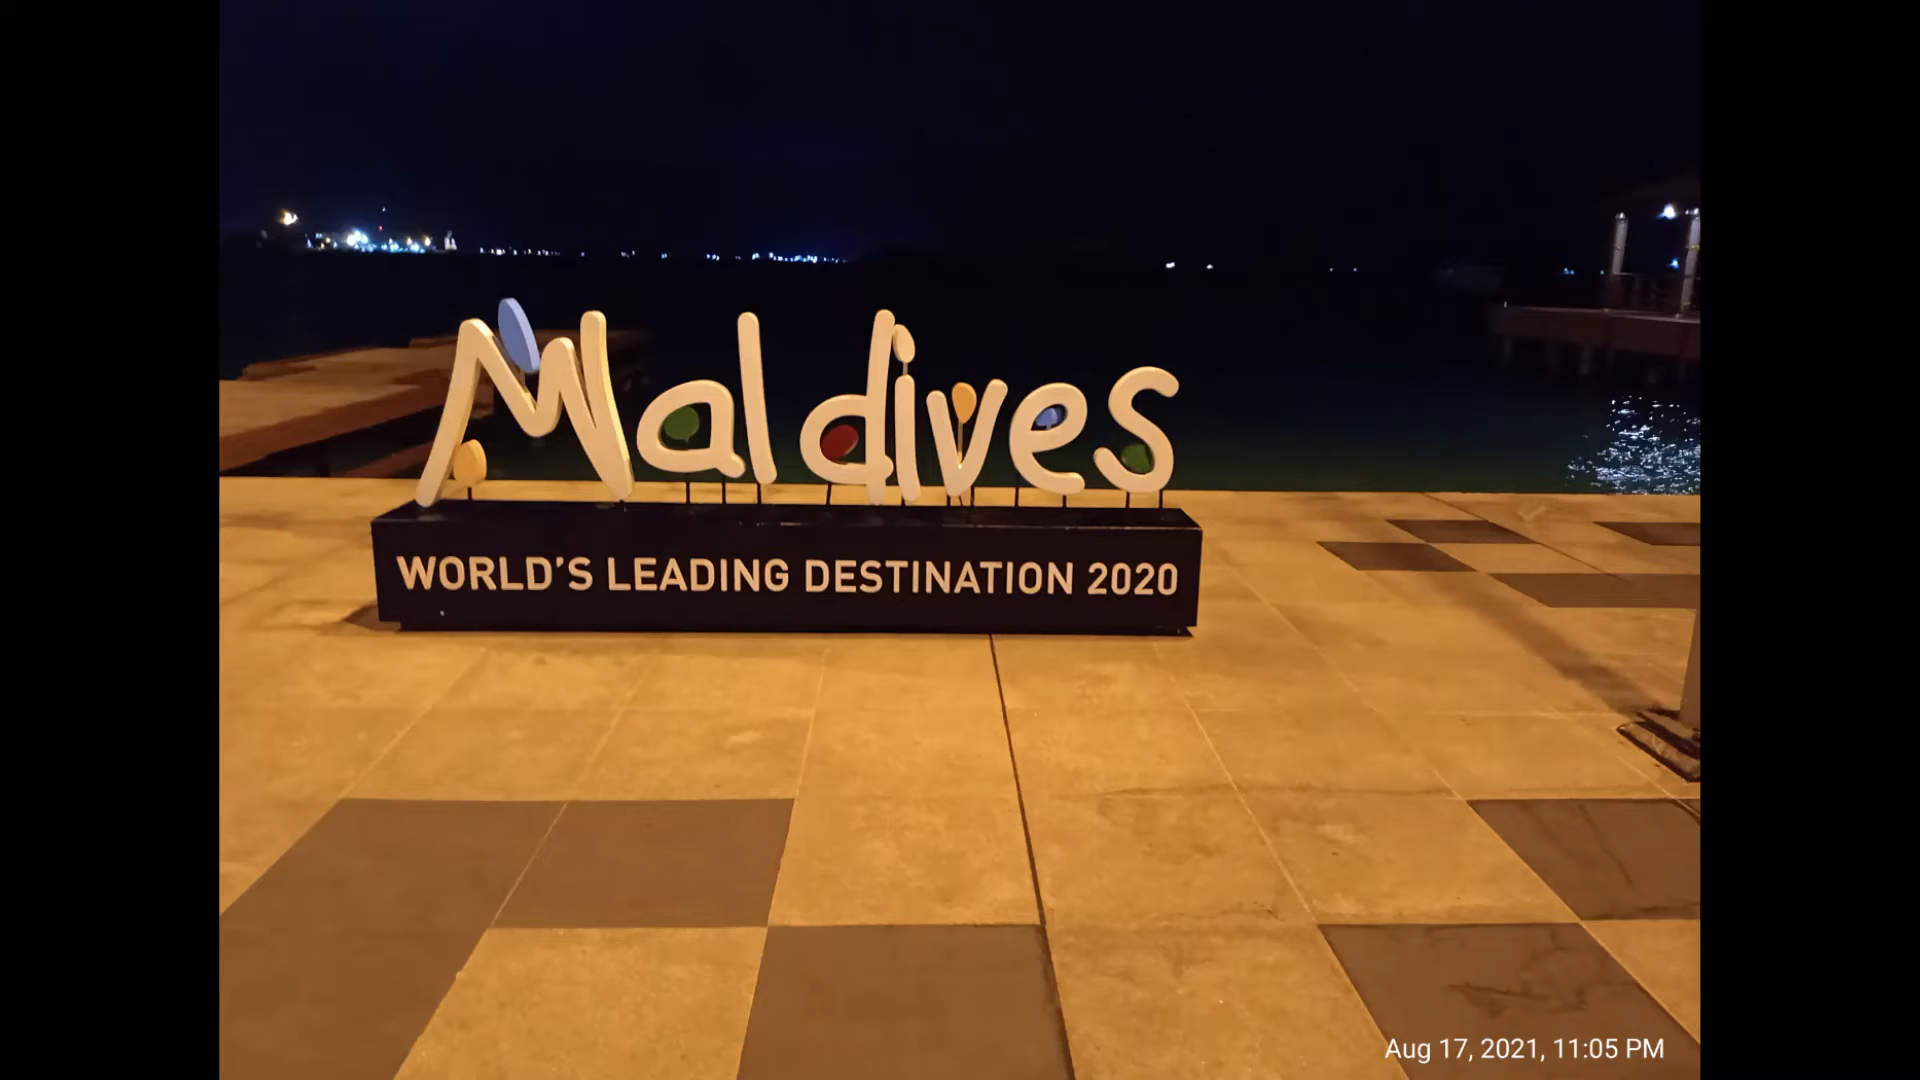 Maldives
WORLD'S LEADING DESTINATION 2020
Aug 17, 2021, 11:05 PM